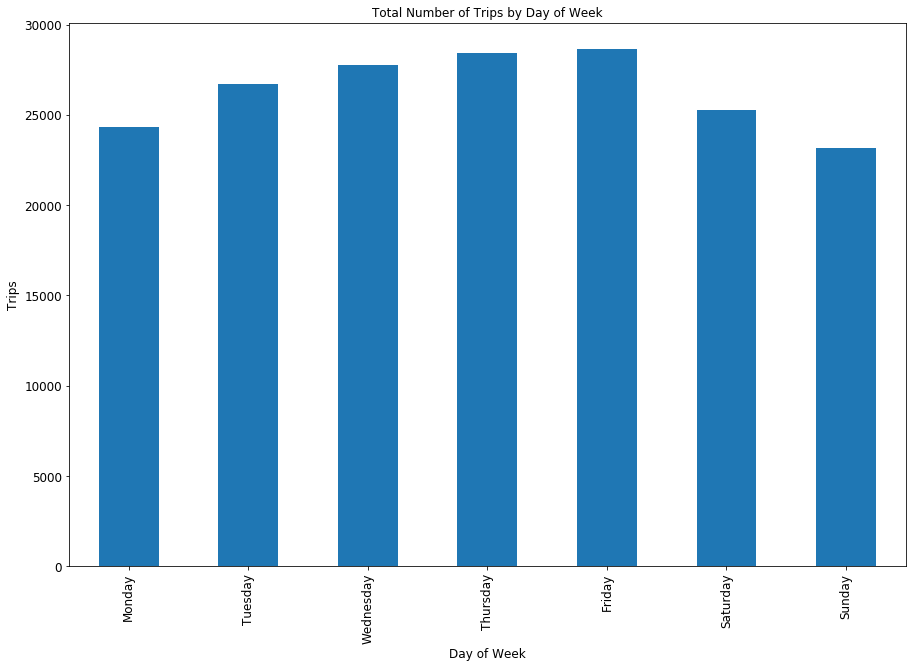 Total Number of Trips by Day of Week
30000
25000
20000
15000
10000
5000
0
Trips
Monday
Tuesday
Wednesday
Thursday
Friday
Saturday
Sunday
Day of Week